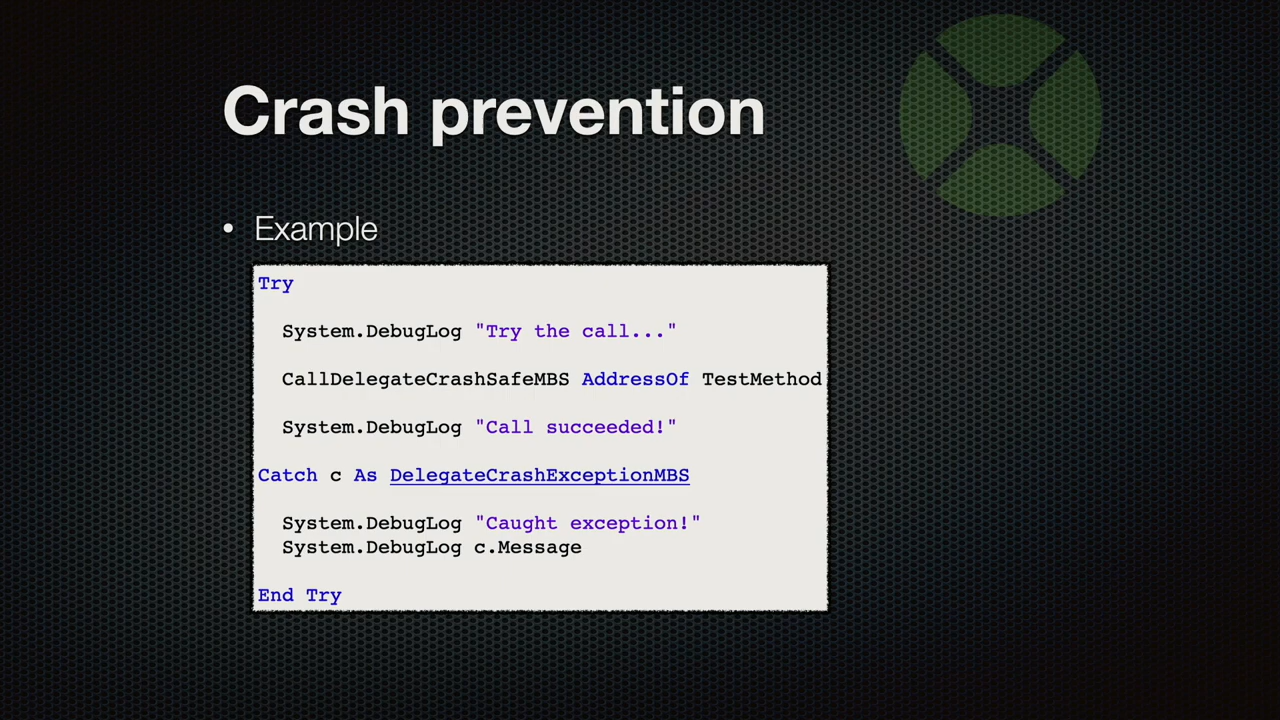 Crash prevention
• Example
Try
System.DebugLog "Try the call..."
CallDelegateCrashSafeMBS AddressOf TestMethod
System.DebugLog "Call succeeded!"
Catch c As DelegateCrashExceptionMBS
System.DebugLog "Caught exception!"
System.DebugLog c.Message
End Try